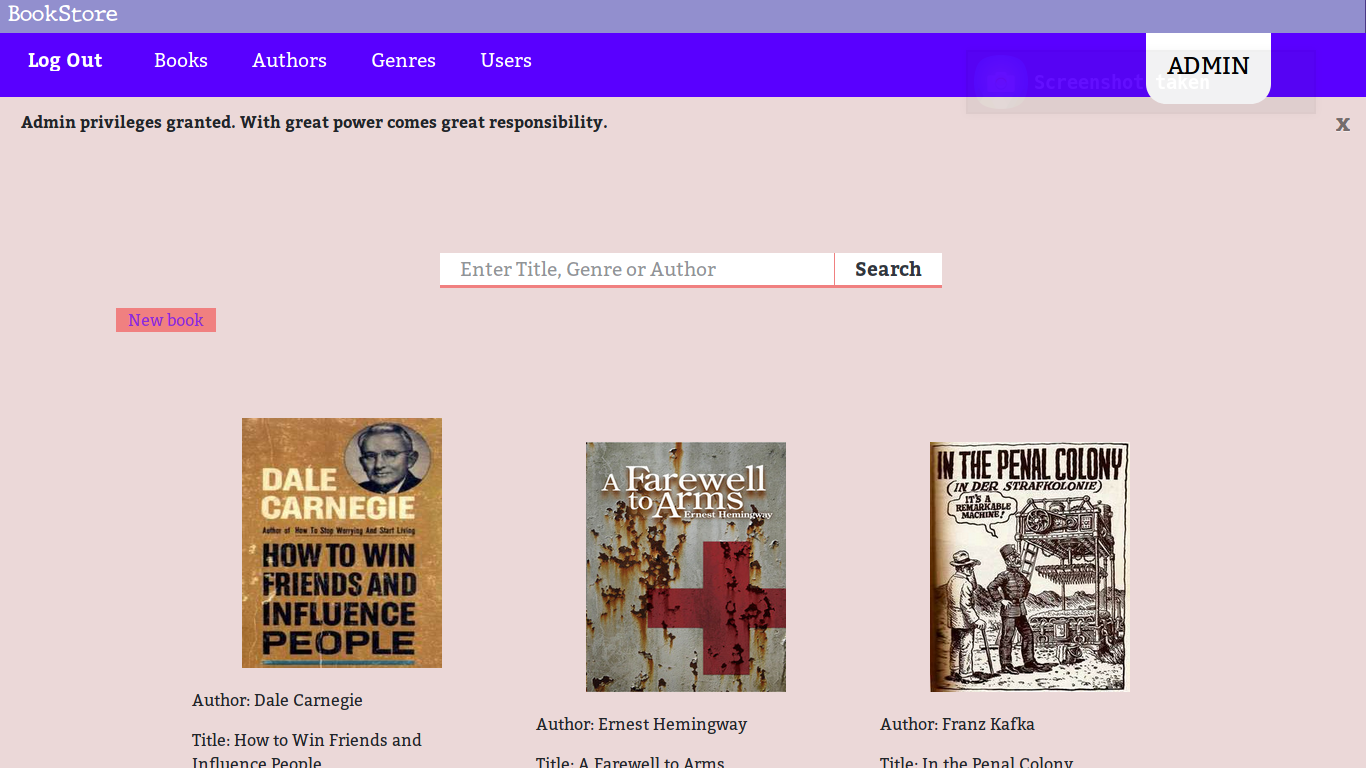 BookStore
Log Out Books Authors Genres Users ADMIN
Screenshot taken
Admin privileges granted. With great power comes great responsibility. x
Enter Title, Genre or Author Search
New book
DALE
CARNEGIE
Author of How To Stop Worrying And Start Living
HOW TO WIN
FRIENDS AND
INFLUENCE
PEOPLE
Author: Dale Carnegie
Title: How to Win Friends and
Influence People
A Farewell
to Arms
Ernest Hemingway
Author: Ernest Hemingway
Title: A Farewell to Arms
IN THE PENAL COLONY
(IN DER STRAFKOLONIE)
IT'S A
REMARKABLE
MACHINE!
Author: Franz Kafka
Title: In the Penal Colony